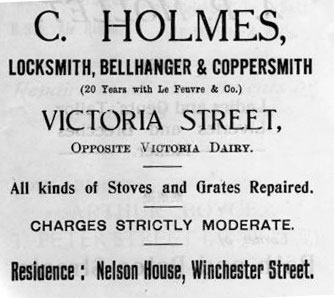 C. HOLMES,
LOCKSMITH, BELLHANGER & COPPERSMITH
(20 Years with Le Feuvre & Co.)
VICTORIA STREET,
OPPOSITE VICTORIA DAIRY.
All kinds of Stoves and Grates Repaired.
CHARGES STRICTLY MODERATE.
Residence: Nelson House, Winchester Street.